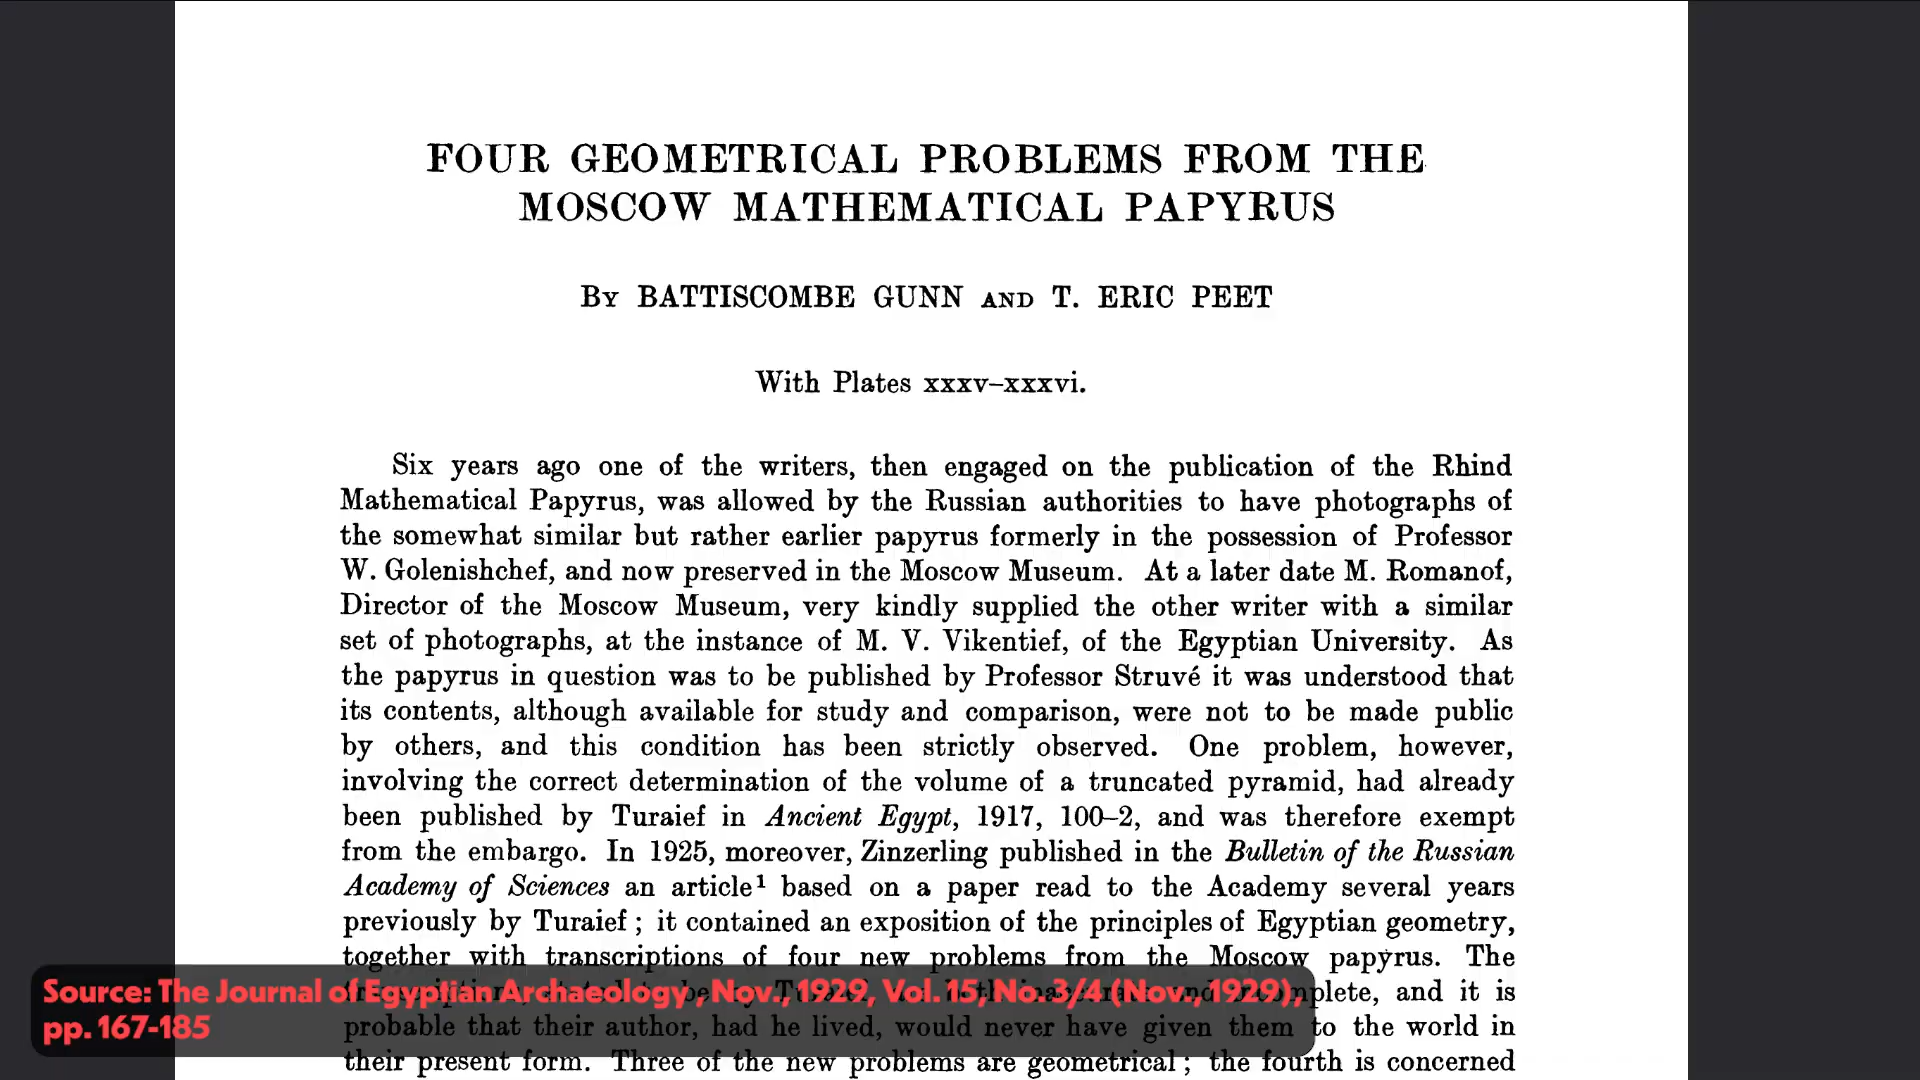 FOUR GEOMETRICAL PROBLEMS FROM THE
MOSCOW MATHEMATICAL PAPYRUS
By BATTISCOMBE GUNN AND T. ERIC PEET
With Plates xxxv–xxxvi.
Six years ago one of the writers, then engaged on the publication of the Rhind
Mathematical Papyrus, was allowed by the Russian authorities to have photographs of
the somewhat similar but rather earlier papyrus formerly in the possession of Professor
W. Golenishchef, and now preserved in the Moscow Museum. At a later date M. Romanof,
Director of the Moscow Museum, very kindly supplied the other writer with a similar
set of photographs, at the instance of M. V. Vikentief, of the Egyptian University. As
the papyrus in question was to be published by Professor Struvé it was understood that
its contents, although available for study and comparison, were not to be made public
by others, and this condition has been strictly observed. One problem, however,
involving the correct determination of the volume of a truncated pyramid, had already
been published by Turaief in Ancient Egypt, 1917, 100–2, and was therefore exempt
from the embargo. In 1925, moreover, Zinzerling published in the Bulletin of the Russian
Academy of Sciences an article¹ based on a paper read to the Academy several years
previously by Turaief; it contained an exposition of the principles of Egyptian geometry,
together with transcriptions of four new problems from the Moscow papyrus. The
and it is
probable that their author, had he lived, would never have given them to the world in
their present form. Three of the new problems are geometrical; the fourth is concerned
Source: The Journal of Egyptian Archaeology, Nov., 1929, Vol. 15, No. 3/4 (Nov., 1929),
pp. 167-185